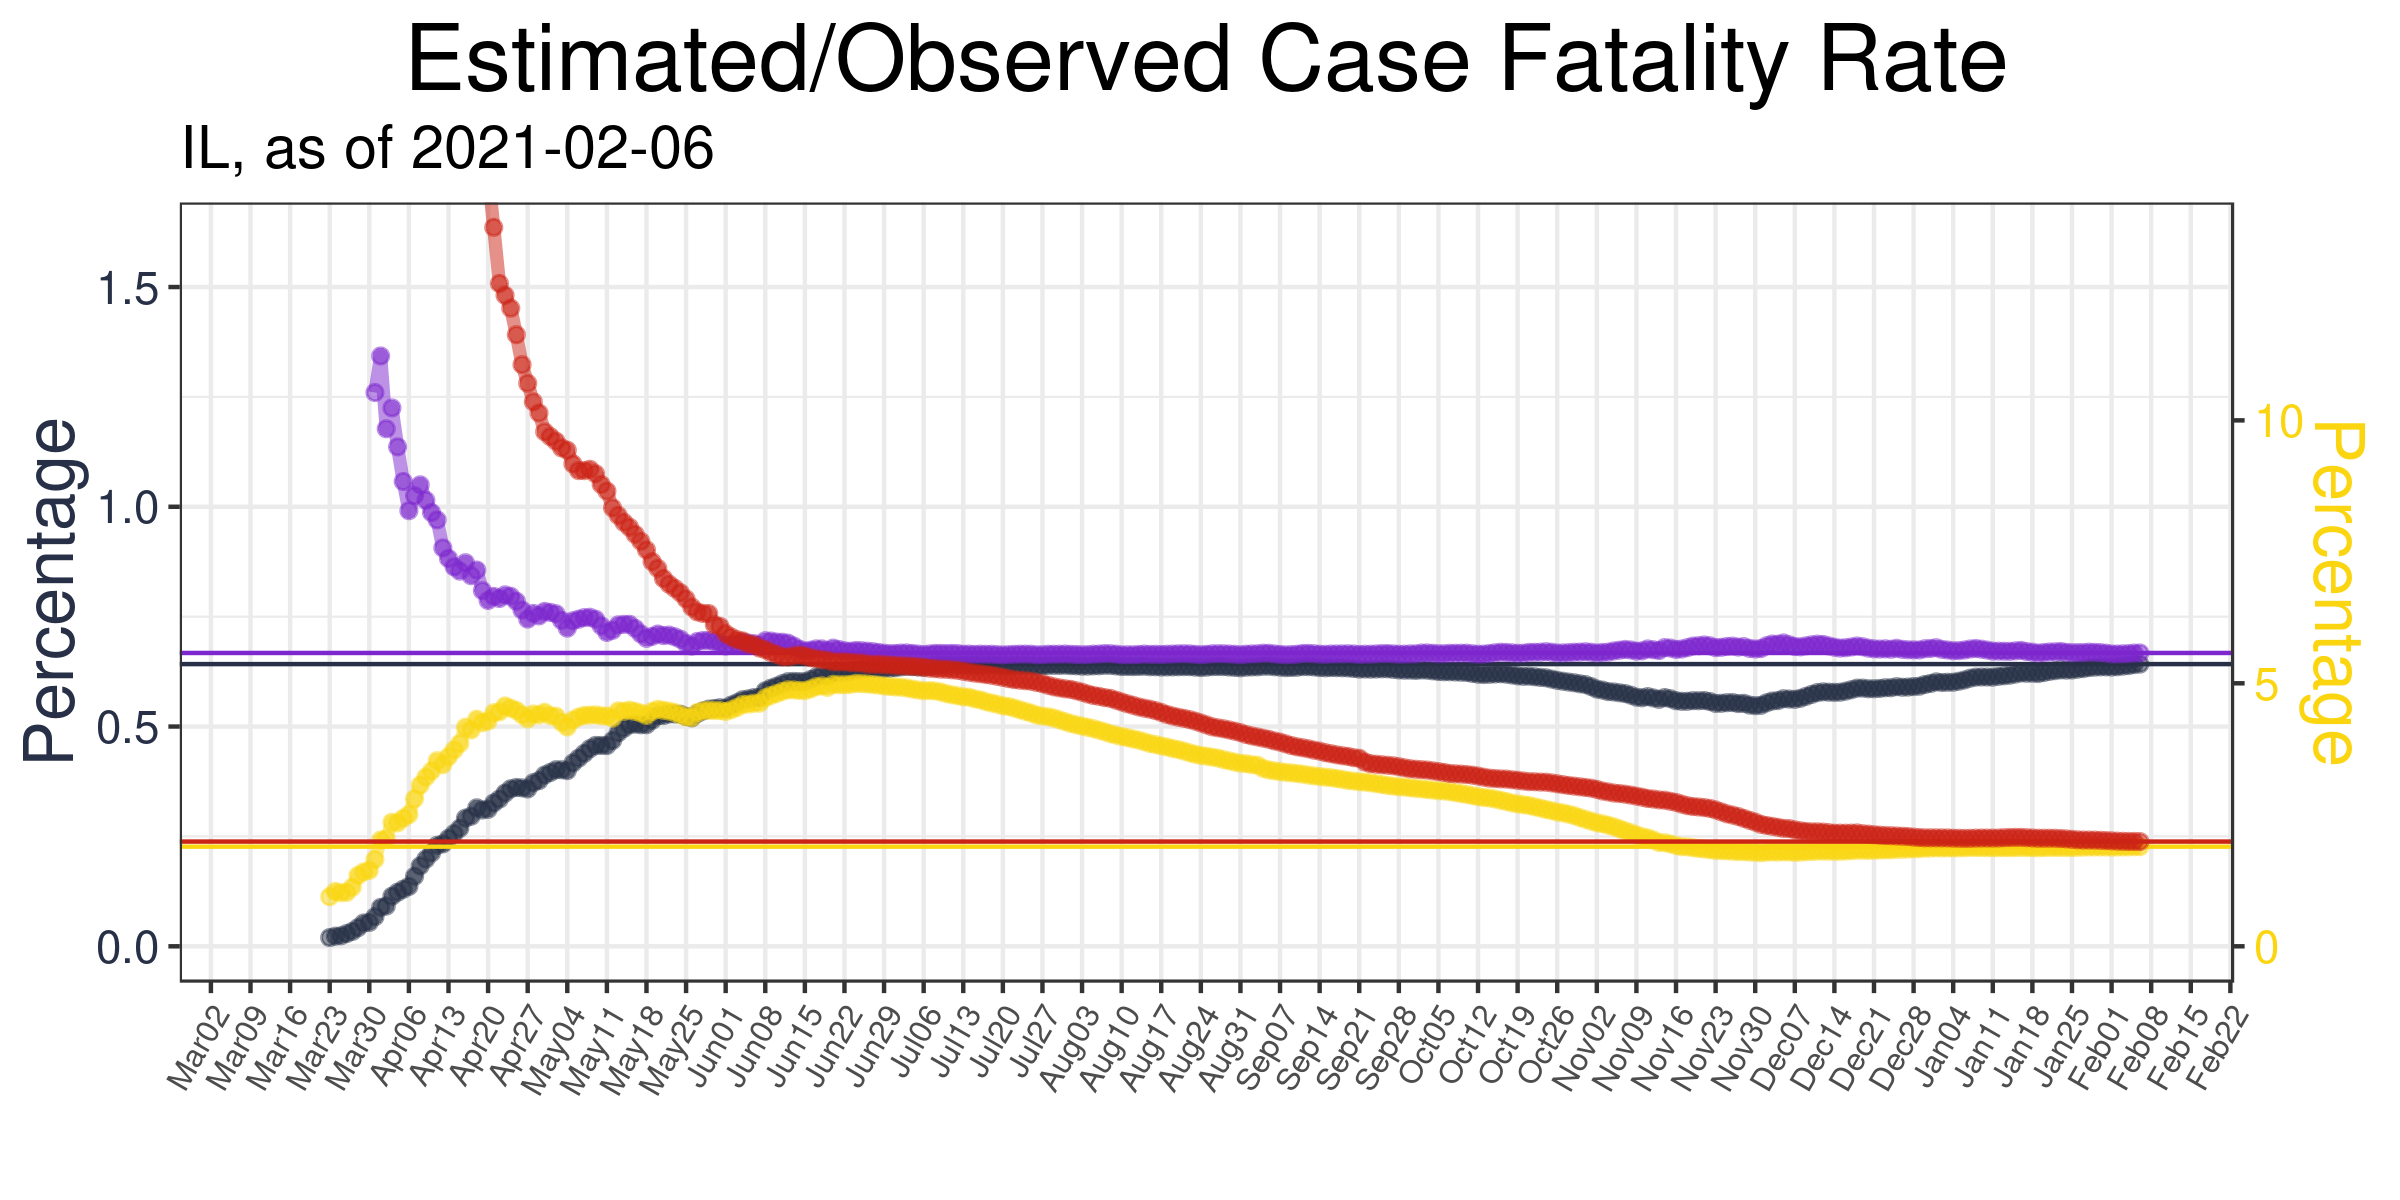 Estimated/Observed Case Fatality Rate
IL, as of 2021-02-06
Percentage
1.5
1.0
0.5
0.0
10
5
0
Percentage
Mar02
Mar09
Mar16
Mar23
Mar30
Apr06
Apr13
Apr20
Apr27
May04
May11
May18
May25
Jun01
Jun08
Jun15
Jun22
Jun29
Jul06
Jul13
Jul20
Jul27
Aug03
Aug10
Aug17
Aug24
Aug31
Sep07
Sep14
Sep21
Sep28
Oct05
Oct12
Oct19
Oct26
Nov02
Nov09
Nov16
Nov23
Nov30
Dec07
Dec14
Dec21
Dec28
Jan04
Jan11
Jan18
Jan25
Feb01
Feb08
Feb15
Feb22